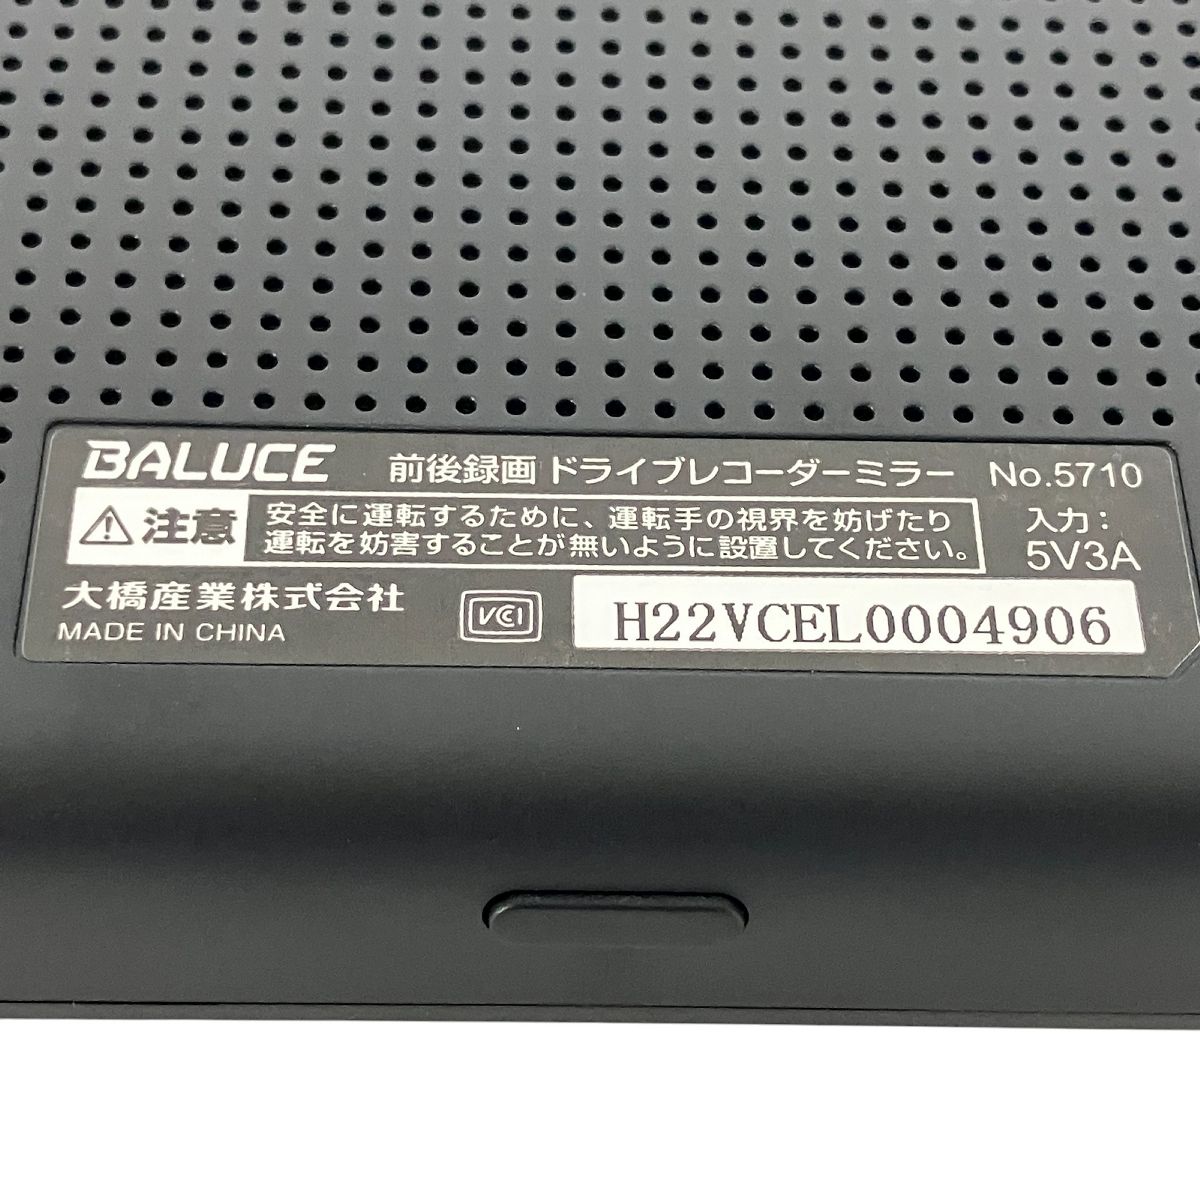 BALUCE 前後録画 ドライブレコーダーミラー No.5710
注意 安全に運転するために、運転手の視界を妨げたり
運転を妨害することが無いように設置してください。
入力：
5V3A
大橋産業株式会社
MADE IN CHINA
VCI
H22VCEL0004906